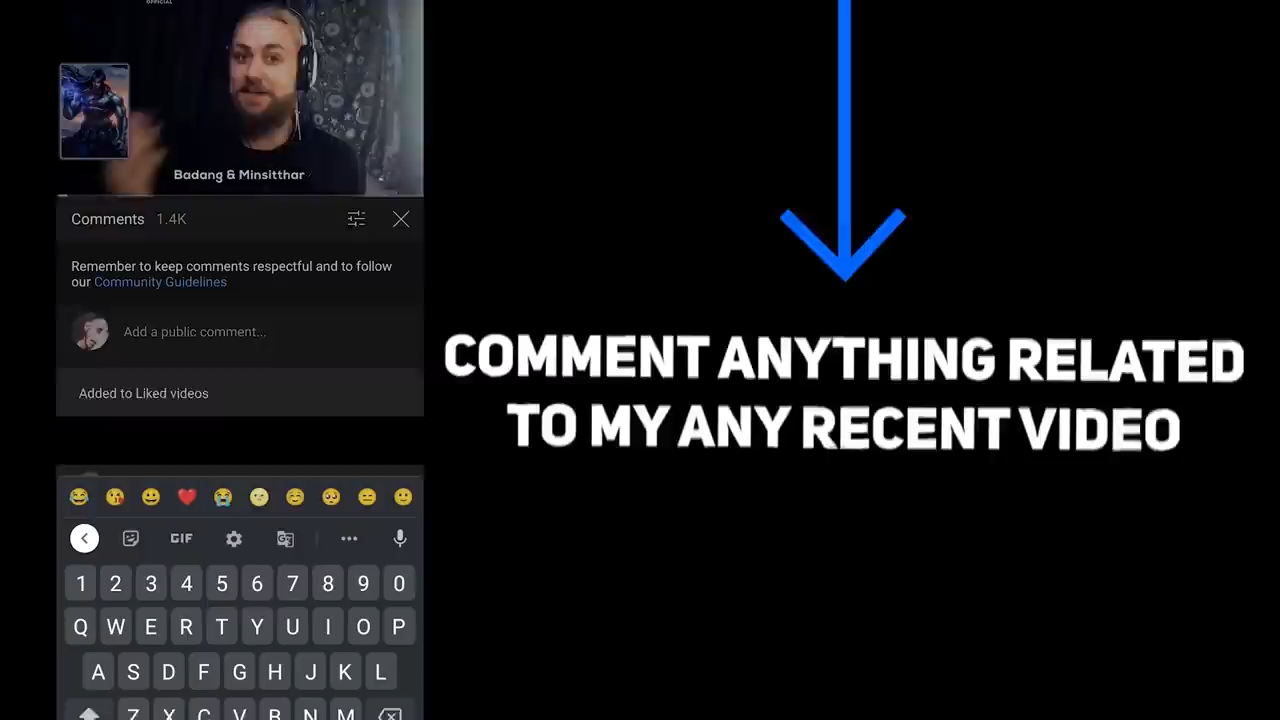 OFFICIAL
Badang & Minsitthar
Comments 1.4K
Remember to keep comments respectful and to follow
our Community Guidelines
Add a public comment...
Added to Liked videos
COMMENT ANYTHING RELATED
TO MY ANY RECENT VIDEO
GIF
1 2 3 4 5 6 7 8 9 0
Q W E R T Y U I O P
A S D F G H J K L
Z X C V B N M